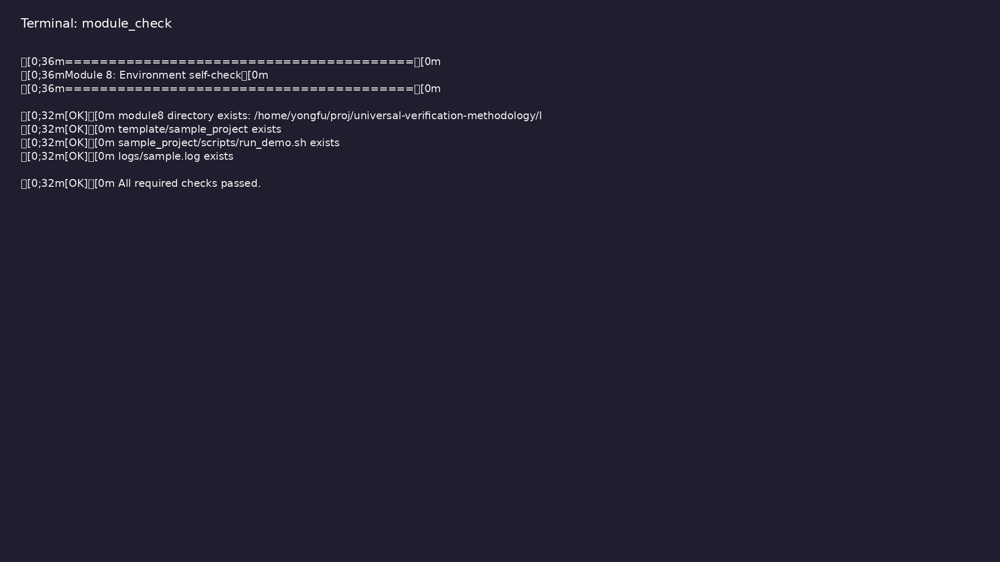 Terminal: module_check
␛[0;36m========================================␛[0m
␛[0;36mModule 8: Environment self-check␛[0m
␛[0;36m========================================␛[0m
␛[0;32m[OK]␛[0m module8 directory exists: /home/yongfu/proj/universal-verification-methodology/l
␛[0;32m[OK]␛[0m template/sample_project exists
␛[0;32m[OK]␛[0m sample_project/scripts/run_demo.sh exists
␛[0;32m[OK]␛[0m logs/sample.log exists
␛[0;32m[OK]␛[0m All required checks passed.